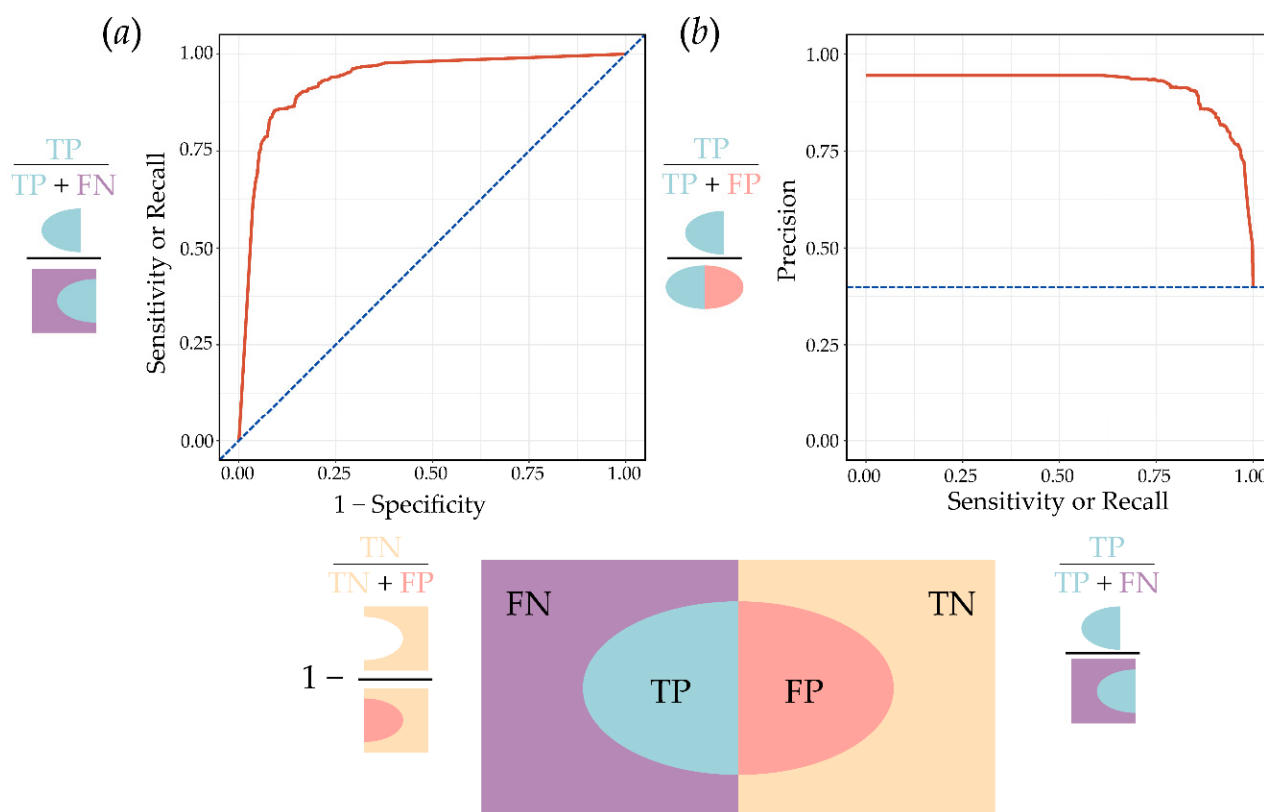 (a)
TP
TP + FN
Sensitivity or Recall
1.00
0.75
0.50
0.25
0.00
0.00 0.25 0.50 0.75 1.00
1 − Specificity
(b)
TP
TP + FP
Precision
1.00
0.75
0.50
0.25
0.00
0.00 0.25 0.50 0.75 1.00
Sensitivity or Recall
TN
TN + FP
1 −
FN
TN
TP
FP
TP
TP + FN